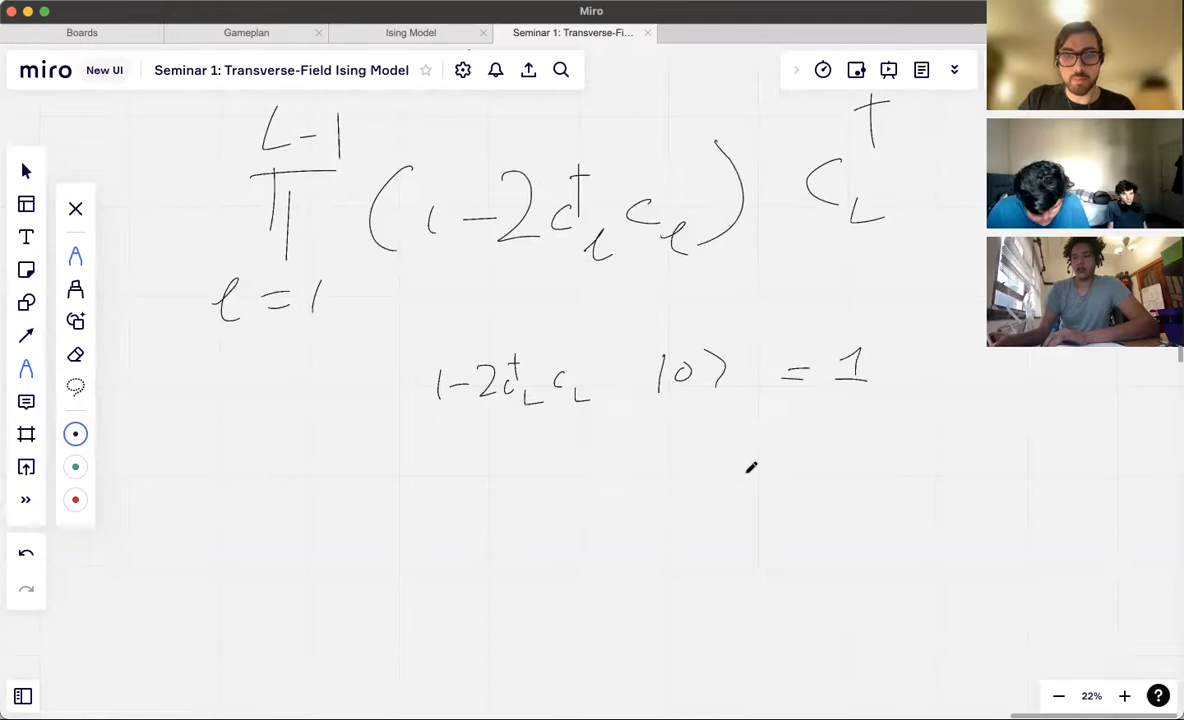 Miro
Boards
Gameplan
Ising Model
Seminar 1: Transverse-Fi...
miro New UI Seminar 1: Transverse-Field Ising Model
L-1
∏ (1-2c†ℓ cℓ) c†L
ℓ=1
1-2c†L cL |0⟩ = 1
22%